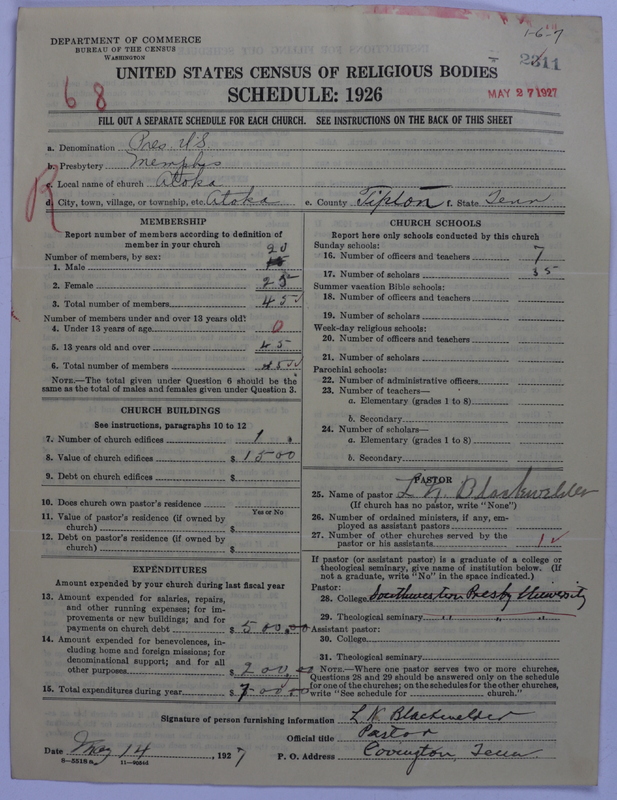 1-6-7
DEPARTMENT OF COMMERCE
BUREAU OF THE CENSUS
WASHINGTON
2311
UNITED STATES CENSUS OF RELIGIOUS BODIES
SCHEDULE: 1926
MAY 27 1927
68
FILL OUT A SEPARATE SCHEDULE FOR EACH CHURCH. SEE INSTRUCTIONS ON THE BACK OF THIS SHEET
a. Denomination Pres. U.S.
b. Presbytery Memphis
c. Local name of church Atoka
d. City, town, village, or township, etc. Atoka e. County Tipton f. State Tenn
R
MEMBERSHIP
Report number of members according to definition of
member in your church
Number of members, by sex:
1. Male 20
2. Female 25
3. Total number of members 45
Number of members under and over 13 years old:
4. Under 13 years of age 0
5. 13 years old and over 45
6. Total number of members 45
NOTE.—The total given under Question 6 should be the
same as the total of males and females given under Question 3.
CHURCH BUILDINGS
See instructions, paragraphs 10 to 12
7. Number of church edifices 1
8. Value of church edifices $ 1500
9. Debt on church edifices $
10. Does church own pastor's residence
Yes or No
11. Value of pastor's residence (if owned by
church) $
12. Debt on pastor's residence (if owned by
church) $
EXPENDITURES
Amount expended by your church during last fiscal year
13. Amount expended for salaries, repairs,
and other running expenses; for im-
provements or new buildings; and for
payments on church debt $ 500.00
14. Amount expended for benevolences, in-
cluding home and foreign missions; for
denominational support; and for all
other purposes $ 200.00
15. Total expenditures during year $ 700.00
CHURCH SCHOOLS
Report here only schools conducted by this church
Sunday schools:
16. Number of officers and teachers 7
17. Number of scholars 35
Summer vacation Bible schools:
18. Number of officers and teachers
19. Number of scholars
Week-day religious schools:
20. Number of officers and teachers
21. Number of scholars
Parochial schools:
22. Number of administrative officers
23. Number of teachers—
a. Elementary (grades 1 to 8)
b. Secondary
24. Number of scholars—
a. Elementary (grades 1 to 8)
b. Secondary
PASTOR
25. Name of pastor L. W. Blackwelder
(If church has no pastor, write "None")
26. Number of ordained ministers, if any, em-
ployed as assistant pastors
27. Number of other churches served by the
pastor or his assistants 1
If pastor (or assistant pastor) is a graduate of a college or
theological seminary, give name of institution below. (If
not a graduate, write "No" in the space indicated.)
Pastor:
28. College Southwestern Presby University
29. Theological seminary " " "
Assistant pastor:
30. College
31. Theological seminary
NOTE.—Where one pastor serves two or more churches,
Questions 28 and 29 should be answered only on the schedule
for one of the churches; on the schedules for the other churches,
write "See schedule for ............ church."
Signature of person furnishing information L W Blackwelder
Official title Pastor
Date May 14, 1927 P. O. Address Covington, Tenn.